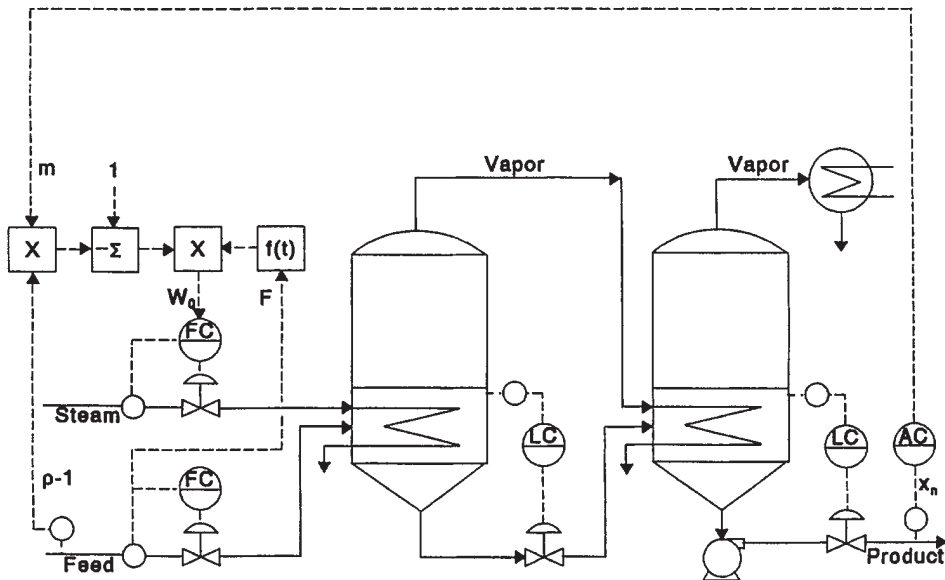 m
1
Vapor
Vapor
X
-Σ
X
f(t)
W₀
F
FC
Steam
LC
LC
AC
ρ-1
FC
xₙ
Feed
Product